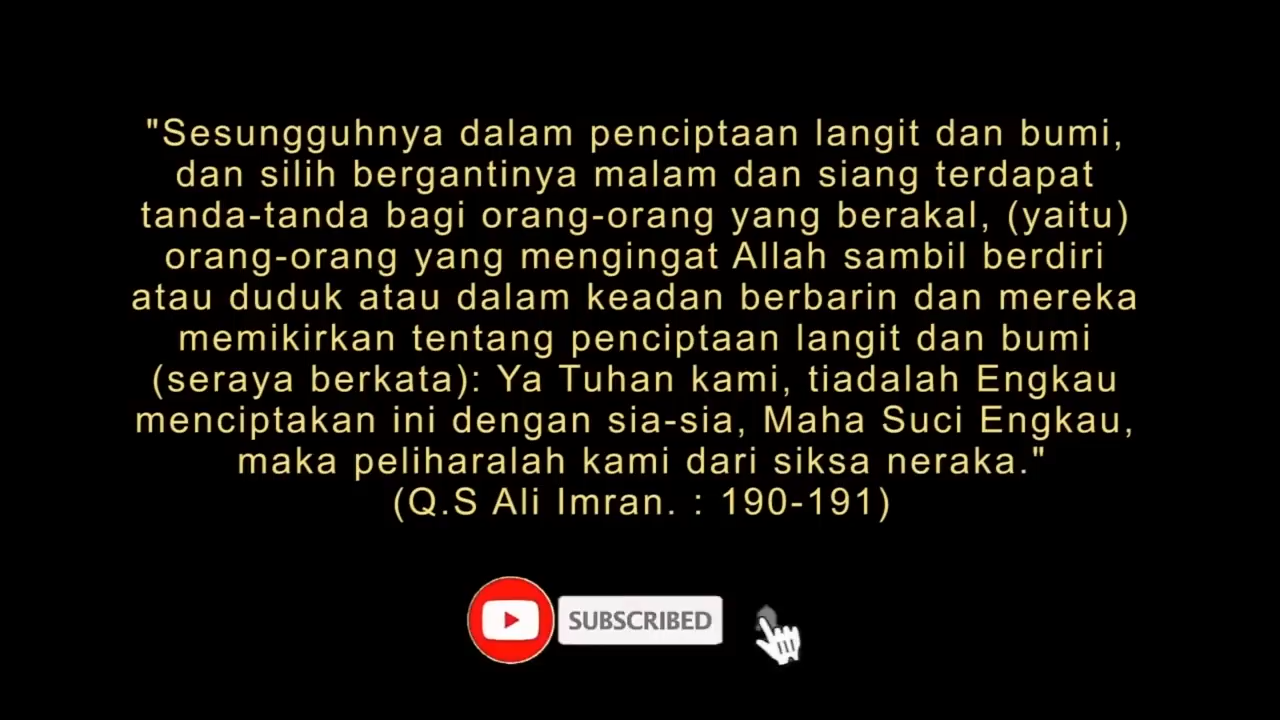 "Sesungguhnya dalam penciptaan langit dan bumi,
dan silih bergantinya malam dan siang terdapat
tanda-tanda bagi orang-orang yang berakal, (yaitu)
orang-orang yang mengingat Allah sambil berdiri
atau duduk atau dalam keadan berbarin dan mereka
memikirkan tentang penciptaan langit dan bumi
(seraya berkata): Ya Tuhan kami, tiadalah Engkau
menciptakan ini dengan sia-sia, Maha Suci Engkau,
maka peliharalah kami dari siksa neraka."
(Q.S Ali Imran. : 190-191)
SUBSCRIBED